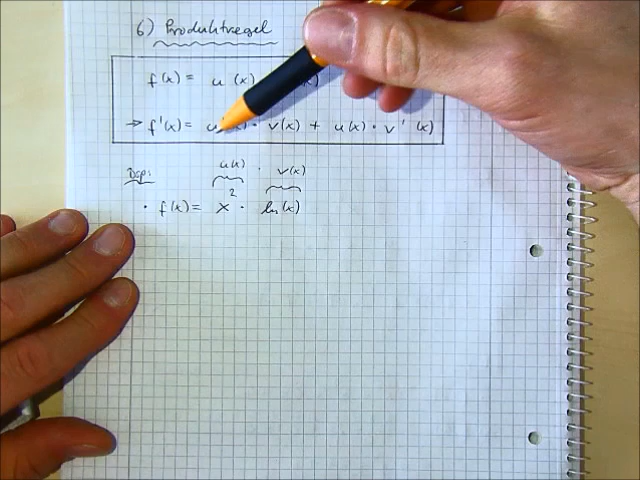 6) Produktregel
f(x) = u(x)
→ f'(x) = u · v(x) + u(x) · v'(x)
Bsp: u(x) · v(x)
· f(x) = x² · ln(x)